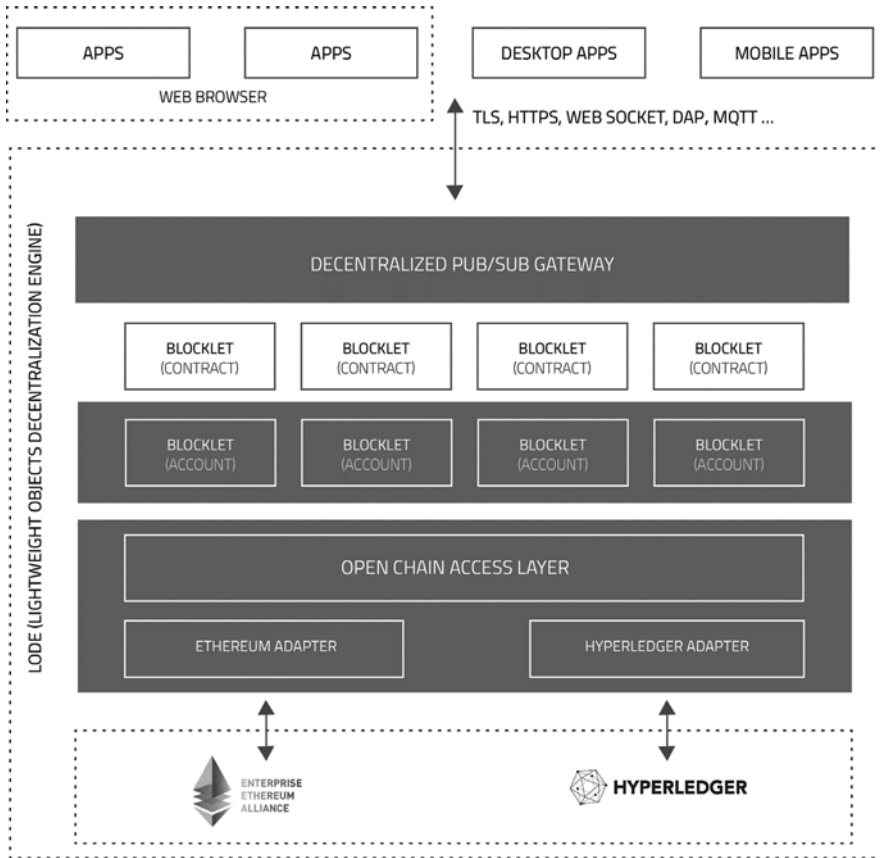 APPS
APPS
DESKTOP APPS
MOBILE APPS
WEB BROWSER
TLS, HTTPS, WEB SOCKET, DAP, MQTT ...
LODE (LIGHTWEIGHT OBJECTS DECENTRALIZATION ENGINE)
DECENTRALIZED PUB/SUB GATEWAY
BLOCKLET
(CONTRACT)
BLOCKLET
(CONTRACT)
BLOCKLET
(CONTRACT)
BLOCKLET
(CONTRACT)
BLOCKLET
(ACCOUNT)
BLOCKLET
(ACCOUNT)
BLOCKLET
(ACCOUNT)
BLOCKLET
(ACCOUNT)
OPEN CHAIN ACCESS LAYER
ETHEREUM ADAPTER
HYPERLEDGER ADAPTER
ENTERPRISE
ETHEREUM
ALLIANCE
HYPERLEDGER